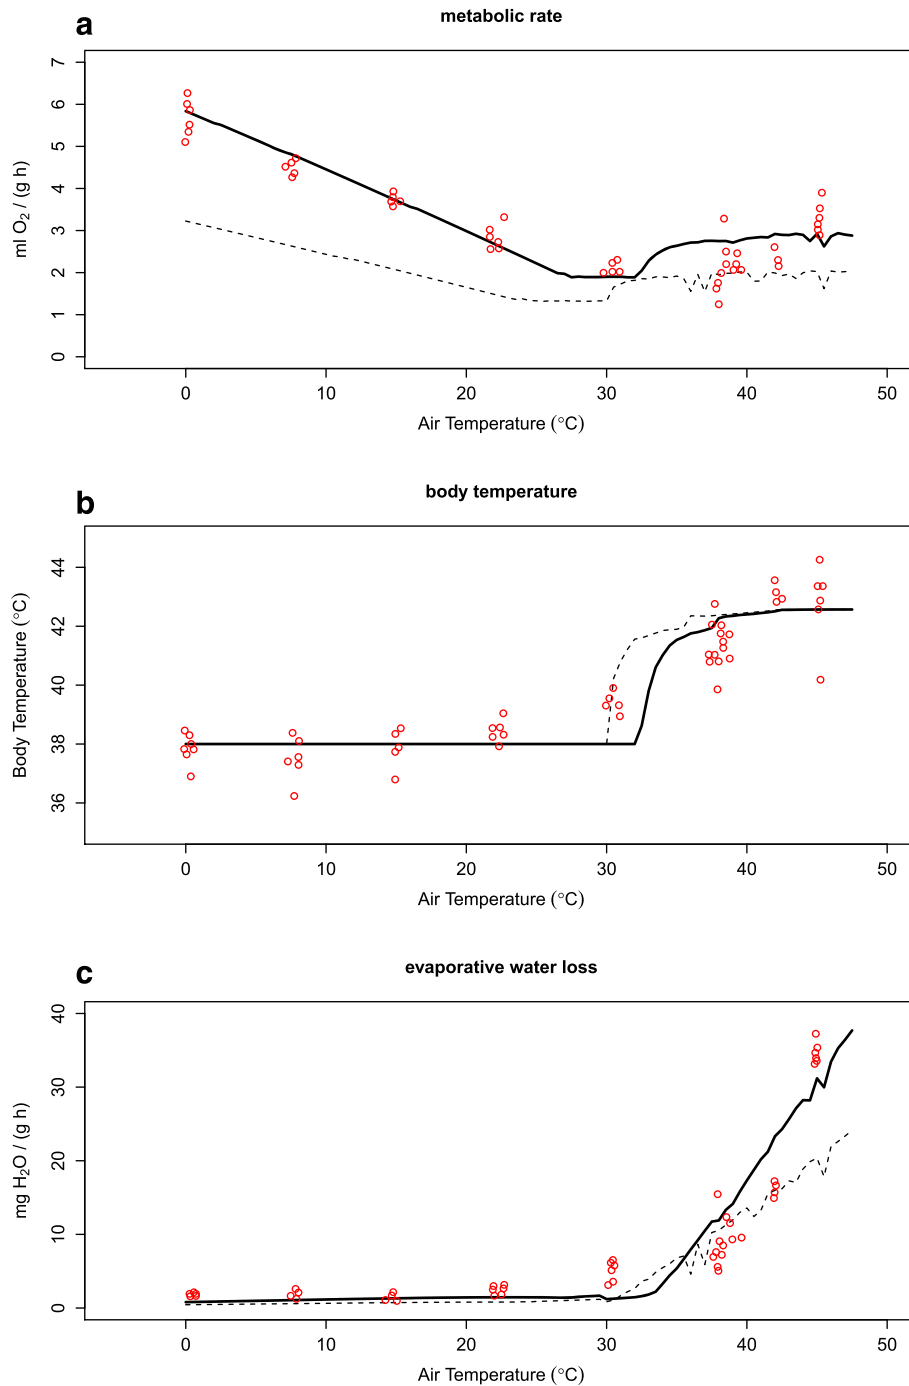 a
metabolic rate
ml O₂ / (g h)
7
6
5
4
3
2
1
0
0 10 20 30 40 50
Air Temperature (°C)
b
body temperature
Body Temperature (°C)
44
42
40
38
36
0 10 20 30 40 50
Air Temperature (°C)
c
evaporative water loss
mg H₂O / (g h)
40
30
20
10
0
0 10 20 30 40 50
Air Temperature (°C)